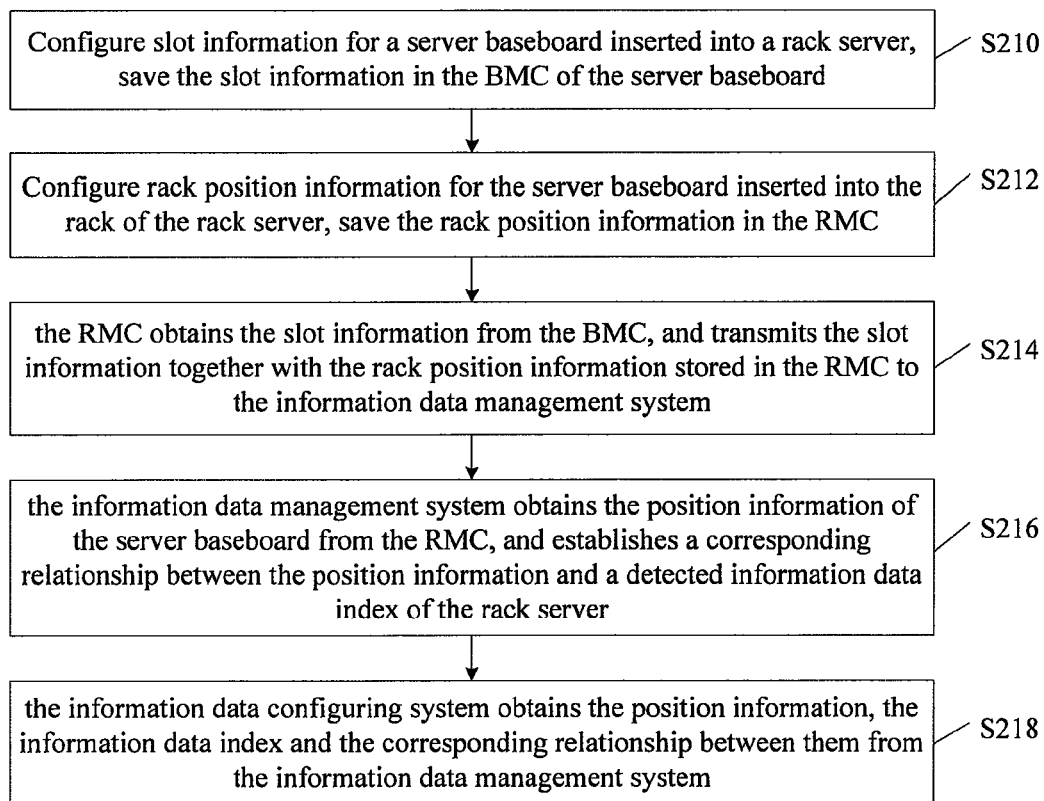 Configure slot information for a server baseboard inserted into a rack server,
save the slot information in the BMC of the server baseboard
S210
Configure rack position information for the server baseboard inserted into the
rack of the rack server, save the rack position information in the RMC
S212
the RMC obtains the slot information from the BMC, and transmits the slot
information together with the rack position information stored in the RMC to
the information data management system
S214
the information data management system obtains the position information of
the server baseboard from the RMC, and establishes a corresponding
relationship between the position information and a detected information data
index of the rack server
S216
the information data configuring system obtains the position information, the
information data index and the corresponding relationship between them from
the information data management system
S218